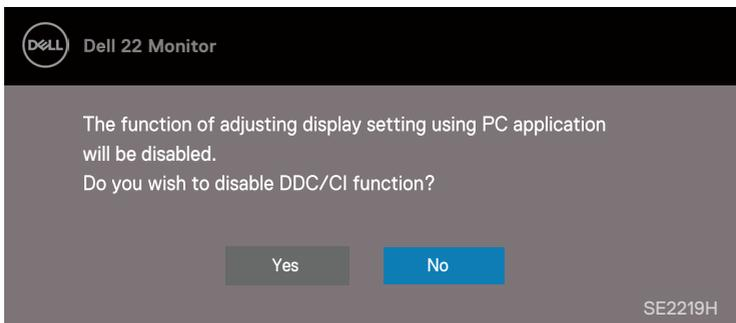 DELL Dell 22 Monitor
The function of adjusting display setting using PC application
will be disabled.
Do you wish to disable DDC/CI function?
Yes No
SE2219H